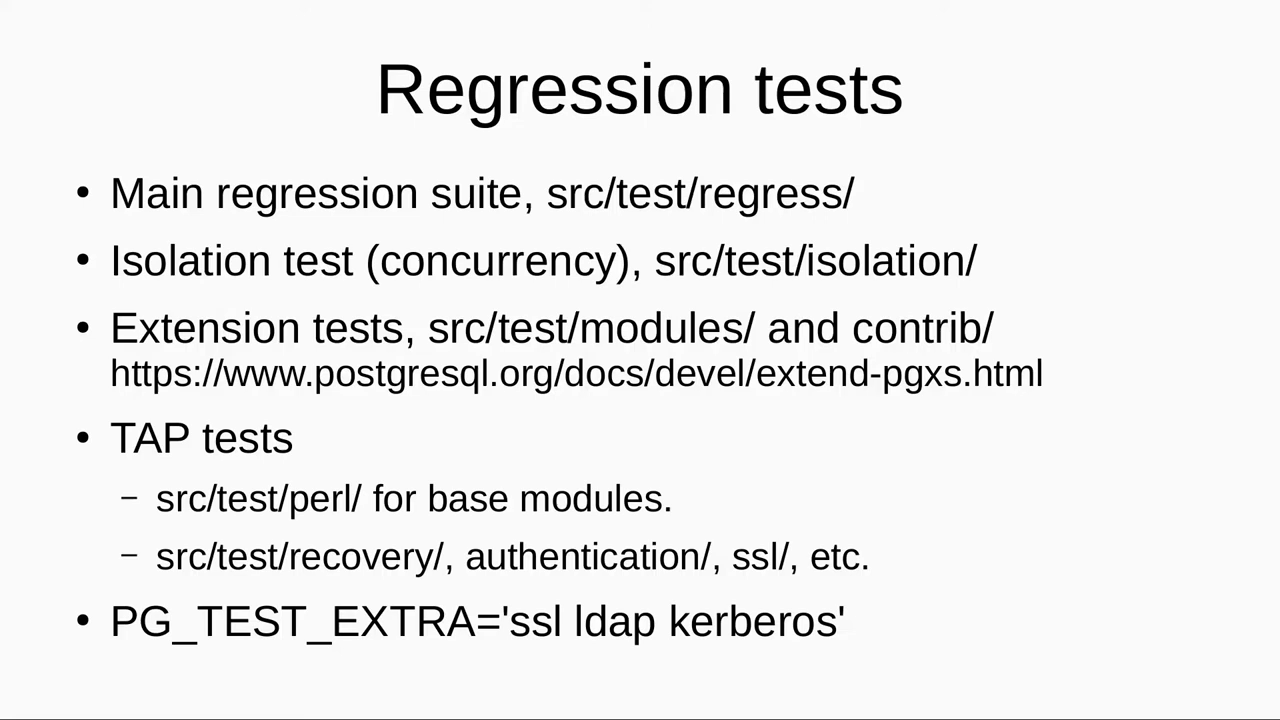 Regression tests
• Main regression suite, src/test/regress/
• Isolation test (concurrency), src/test/isolation/
• Extension tests, src/test/modules/ and contrib/
https://www.postgresql.org/docs/devel/extend-pgxs.html
• TAP tests
– src/test/perl/ for base modules.
– src/test/recovery/, authentication/, ssl/, etc.
• PG_TEST_EXTRA='ssl ldap kerberos'